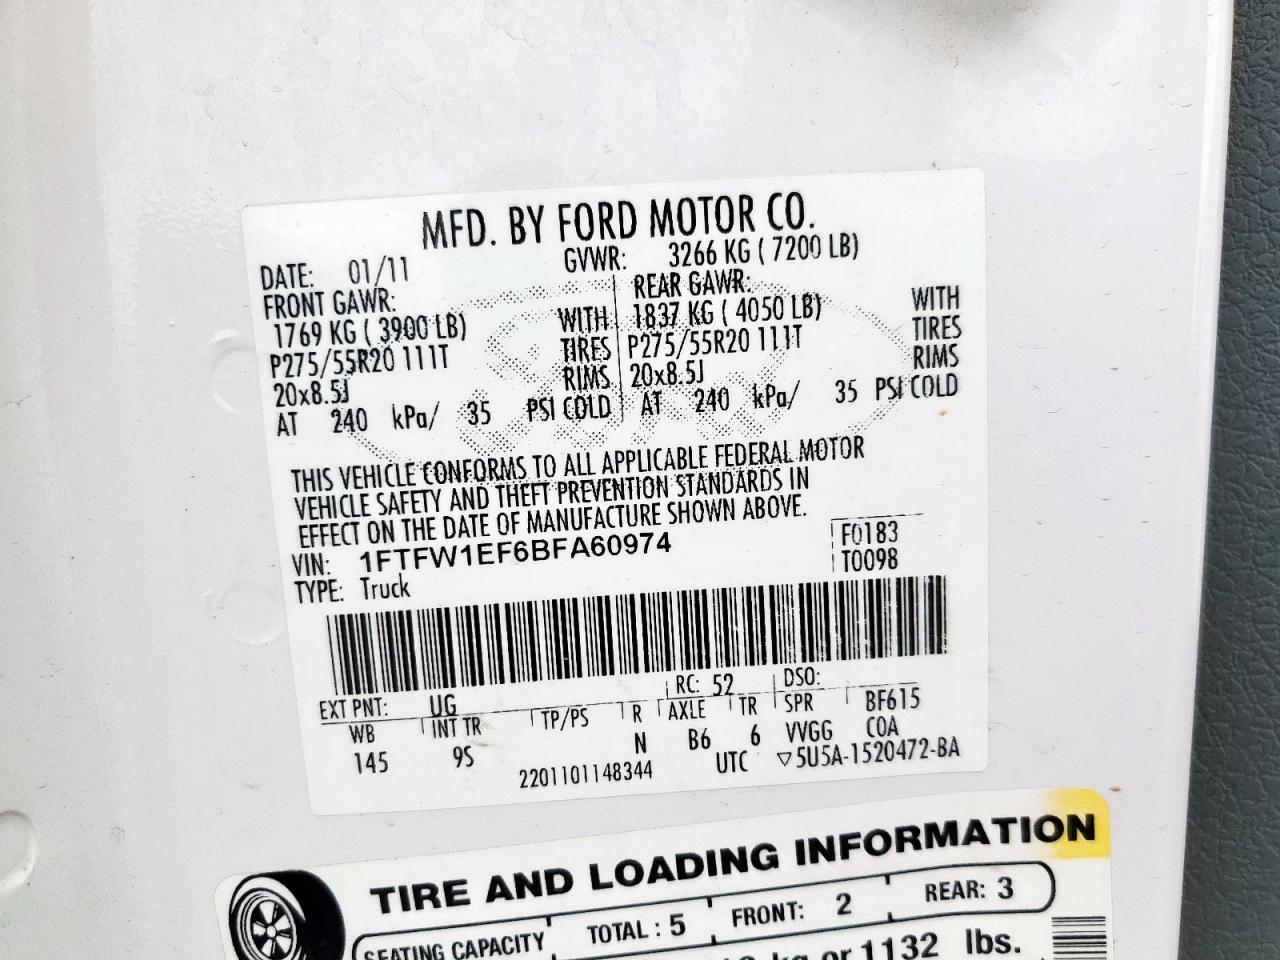 MFD. BY FORD MOTOR CO.
DATE: 01/11 GVWR: 3266 KG ( 7200 LB)
FRONT GAWR: REAR GAWR:
1769 KG ( 3900 LB) WITH 1837 KG ( 4050 LB) WITH
P275/55R20 111T TIRES P275/55R20 111T TIRES
20x8.5J RIMS 20x8.5J RIMS
AT 240 kPa/ 35 PSI COLD AT 240 kPa/ 35 PSI COLD
THIS VEHICLE CONFORMS TO ALL APPLICABLE FEDERAL MOTOR
VEHICLE SAFETY AND THEFT PREVENTION STANDARDS IN
EFFECT ON THE DATE OF MANUFACTURE SHOWN ABOVE.
VIN: 1FTFW1EF6BFA60974 F0183
TYPE: Truck T0098
EXT PNT: UG RC: 52 DSO:
WB INT TR TP/PS R AXLE TR SPR BF615
145 9S N B6 6 VVGG COA
2201101148344 UTC ▽5U5A-1520472-BA
TIRE AND LOADING INFORMATION
SEATING CAPACITY TOTAL : 5 FRONT: 2 REAR: 3
kg or 1132 lbs.